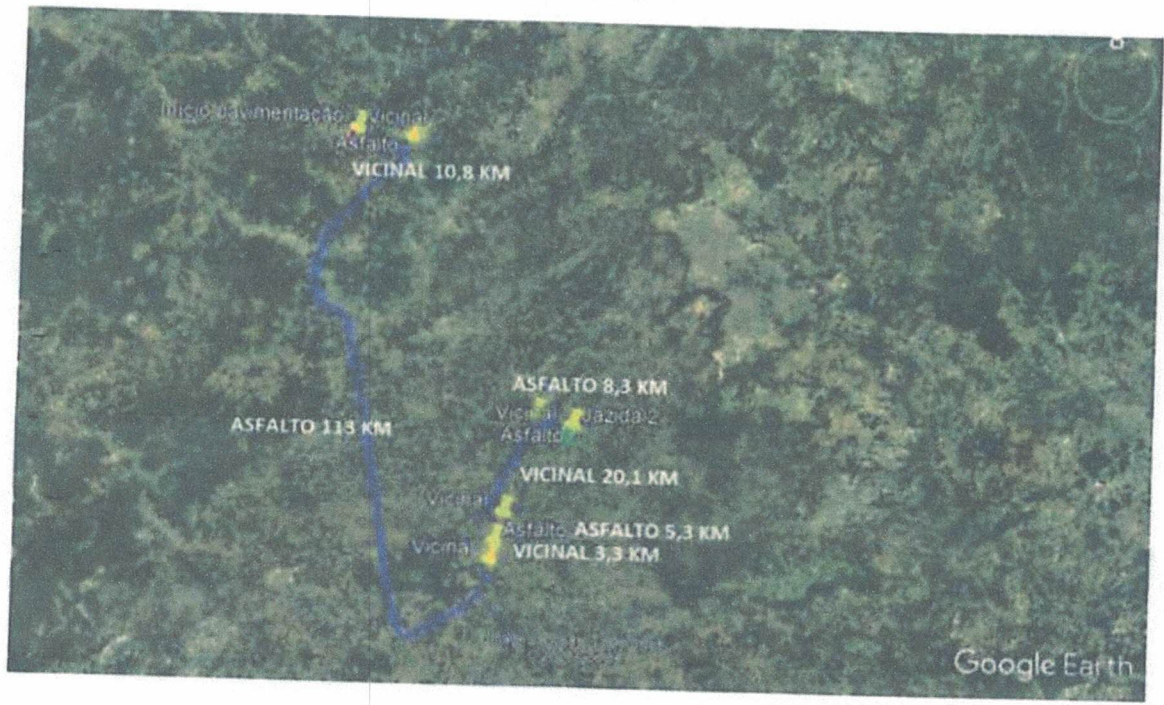 Início pavimentação Vicinal
Asfalto
VICINAL 10,8 KM
ASFALTO 8,3 KM
Vicinal Jazida 2
Asfalto
ASFALTO 113 KM
VICINAL 20,1 KM
Vicinal
Asfalto ASFALTO 5,3 KM
Vicinal VICINAL 3,3 KM
Google Earth